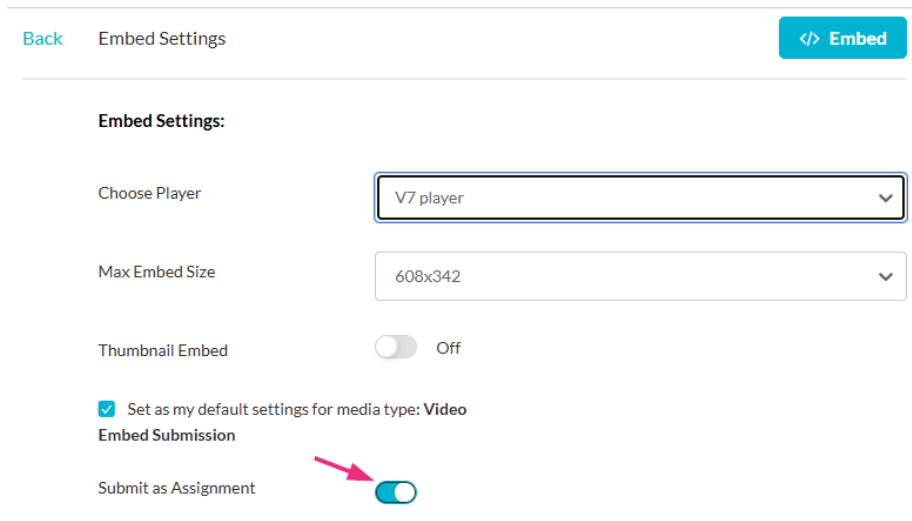 Back Embed Settings </> Embed
Embed Settings:
Choose Player V7 player
Max Embed Size 608x342
Thumbnail Embed Off
Set as my default settings for media type: Video
Embed Submission
Submit as Assignment